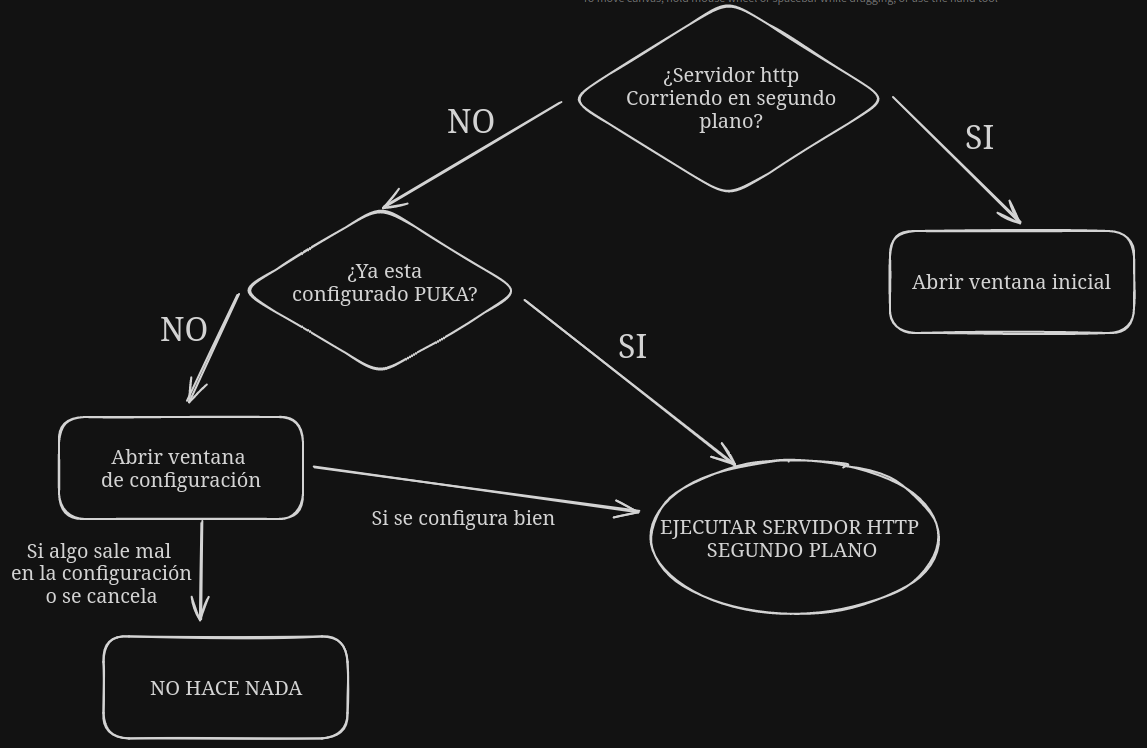 To move canvas, hold mouse wheel or spacebar while dragging, or use the hand tool
¿Servidor http
Corriendo en segundo
plano?
NO
SI
¿Ya esta
configurado PUKA?
Abrir ventana inicial
NO
SI
Abrir ventana
de configuración
Si se configura bien
EJECUTAR SERVIDOR HTTP
SEGUNDO PLANO
Si algo sale mal
en la configuración
o se cancela
NO HACE NADA